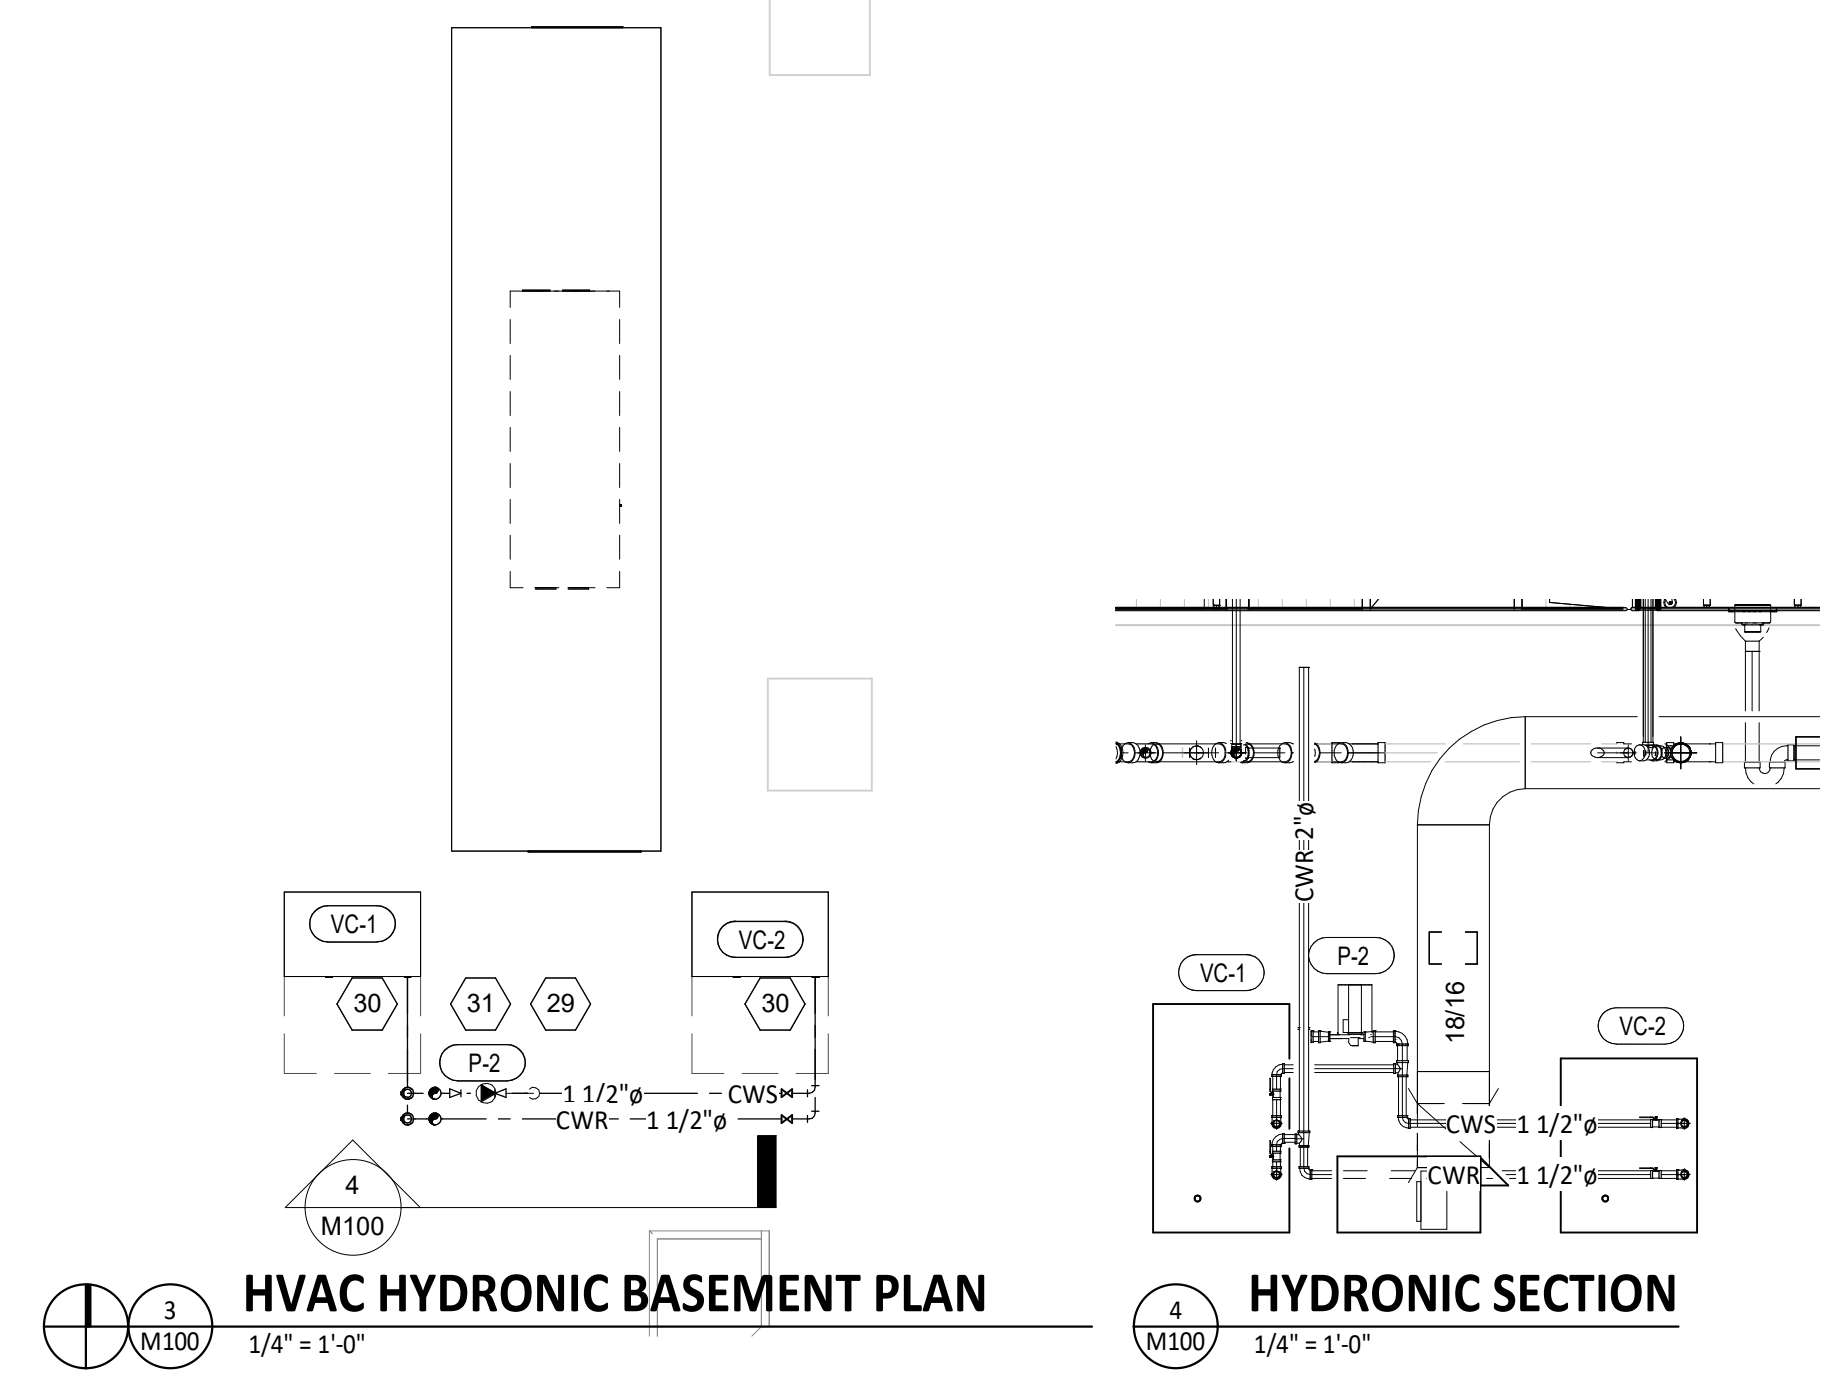 VC-1
VC-2
30
31
29
30
P-2
1 1/2"ø
CWS
CWR
1 1/2"ø
4
M100
3
M100
HVAC HYDRONIC BASEMENT PLAN
1/4" = 1'-0"
CWR 2"ø
P-2
VC-1
18/16
VC-2
CWS
1 1/2"ø
CWR
1 1/2"ø
4
M100
HYDRONIC SECTION
1/4" = 1'-0"